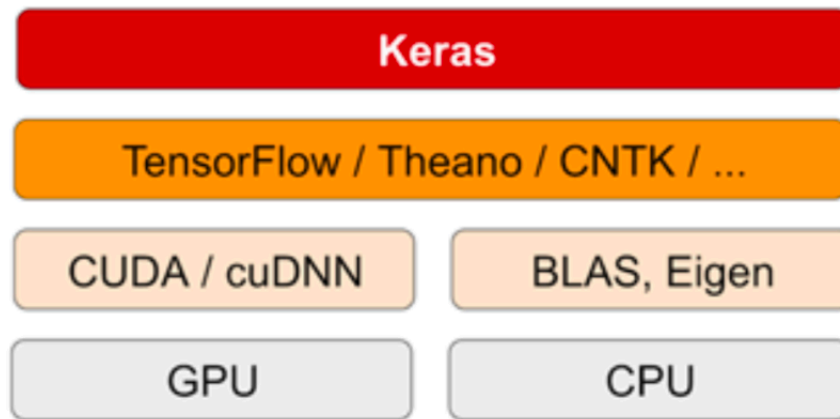 Keras
TensorFlow / Theano / CNTK / ...
CUDA / cuDNN
BLAS, Eigen
GPU
CPU